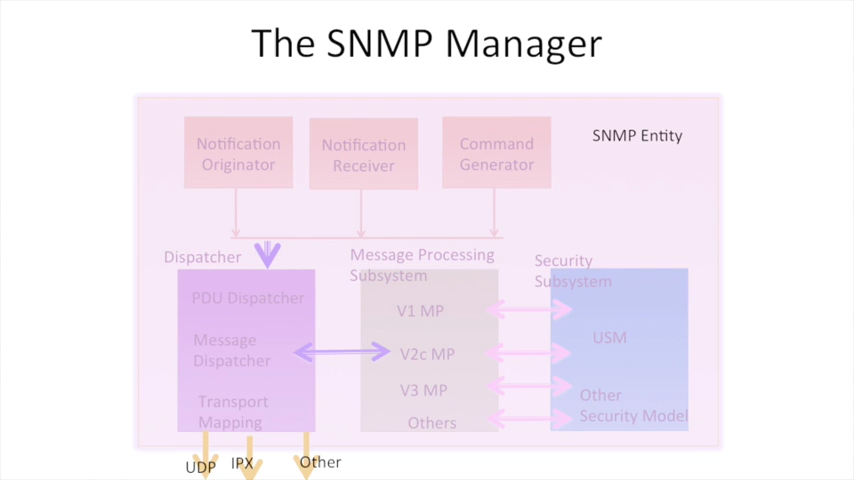 The SNMP Manager
SNMP Entity
Notification
Originator
Notification
Receiver
Command
Generator
Dispatcher
Message Processing
Subsystem
Security
Subsystem
PDU Dispatcher
Message
Dispatcher
Transport
Mapping
V1 MP
V2c MP
V3 MP
Others
USM
Other
Security Model
UDP
IPX
Other